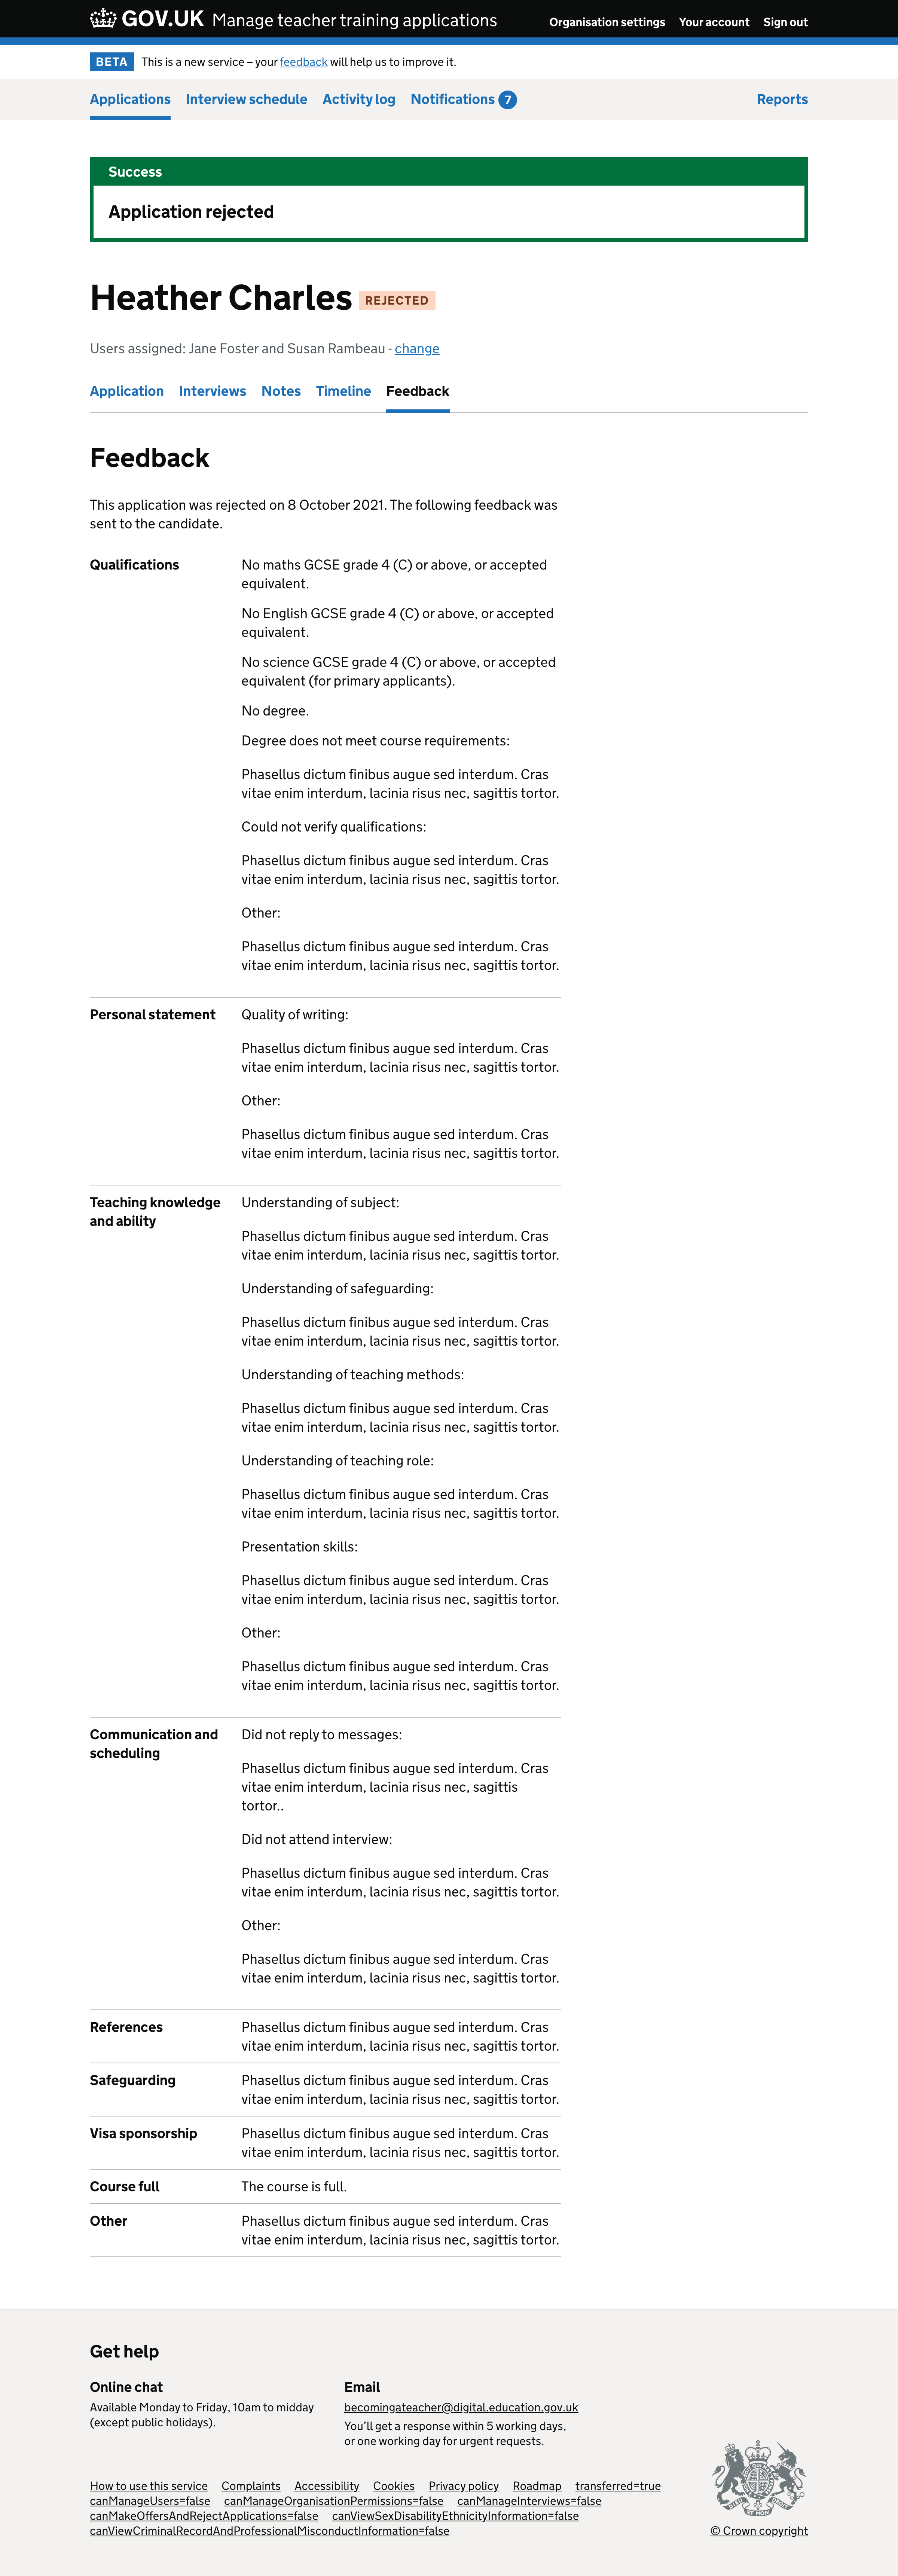 GOV.UK Manage teacher training applications
Organisation settings Your account Sign out
BETA This is a new service – your feedback will help us to improve it.
Applications Interview schedule Activity log Notifications 7 Reports
Success
Application rejected
Heather Charles REJECTED
Users assigned: Jane Foster and Susan Rambeau - change
Application Interviews Notes Timeline Feedback
Feedback
This application was rejected on 8 October 2021. The following feedback was
sent to the candidate.
Qualifications
No maths GCSE grade 4 (C) or above, or accepted
equivalent.
No English GCSE grade 4 (C) or above, or accepted
equivalent.
No science GCSE grade 4 (C) or above, or accepted
equivalent (for primary applicants).
No degree.
Degree does not meet course requirements:
Phasellus dictum finibus augue sed interdum. Cras
vitae enim interdum, lacinia risus nec, sagittis tortor.
Could not verify qualifications:
Phasellus dictum finibus augue sed interdum. Cras
vitae enim interdum, lacinia risus nec, sagittis tortor.
Other:
Phasellus dictum finibus augue sed interdum. Cras
vitae enim interdum, lacinia risus nec, sagittis tortor.
Personal statement
Quality of writing:
Phasellus dictum finibus augue sed interdum. Cras
vitae enim interdum, lacinia risus nec, sagittis tortor.
Other:
Phasellus dictum finibus augue sed interdum. Cras
vitae enim interdum, lacinia risus nec, sagittis tortor.
Teaching knowledge
and ability
Understanding of subject:
Phasellus dictum finibus augue sed interdum. Cras
vitae enim interdum, lacinia risus nec, sagittis tortor.
Understanding of safeguarding:
Phasellus dictum finibus augue sed interdum. Cras
vitae enim interdum, lacinia risus nec, sagittis tortor.
Understanding of teaching methods:
Phasellus dictum finibus augue sed interdum. Cras
vitae enim interdum, lacinia risus nec, sagittis tortor.
Understanding of teaching role:
Phasellus dictum finibus augue sed interdum. Cras
vitae enim interdum, lacinia risus nec, sagittis tortor.
Presentation skills:
Phasellus dictum finibus augue sed interdum. Cras
vitae enim interdum, lacinia risus nec, sagittis tortor.
Other:
Phasellus dictum finibus augue sed interdum. Cras
vitae enim interdum, lacinia risus nec, sagittis tortor.
Communication and
scheduling
Did not reply to messages:
Phasellus dictum finibus augue sed interdum. Cras
vitae enim interdum, lacinia risus nec, sagittis
tortor..
Did not attend interview:
Phasellus dictum finibus augue sed interdum. Cras
vitae enim interdum, lacinia risus nec, sagittis tortor.
Other:
Phasellus dictum finibus augue sed interdum. Cras
vitae enim interdum, lacinia risus nec, sagittis tortor.
References
Phasellus dictum finibus augue sed interdum. Cras
vitae enim interdum, lacinia risus nec, sagittis tortor.
Safeguarding
Phasellus dictum finibus augue sed interdum. Cras
vitae enim interdum, lacinia risus nec, sagittis tortor.
Visa sponsorship
Phasellus dictum finibus augue sed interdum. Cras
vitae enim interdum, lacinia risus nec, sagittis tortor.
Course full
The course is full.
Other
Phasellus dictum finibus augue sed interdum. Cras
vitae enim interdum, lacinia risus nec, sagittis tortor.
Get help
Online chat
Available Monday to Friday, 10am to midday
(except public holidays).
Email
becomingateacher@digital.education.gov.uk
You’ll get a response within 5 working days,
or one working day for urgent requests.
How to use this service Complaints Accessibility Cookies Privacy policy Roadmap transferred=true
canManageUsers=false canManageOrganisationPermissions=false canManageInterviews=false
canMakeOffersAndRejectApplications=false canViewSexDisabilityEthnicityInformation=false
canViewCriminalRecordAndProfessionalMisconductInformation=false
© Crown copyright